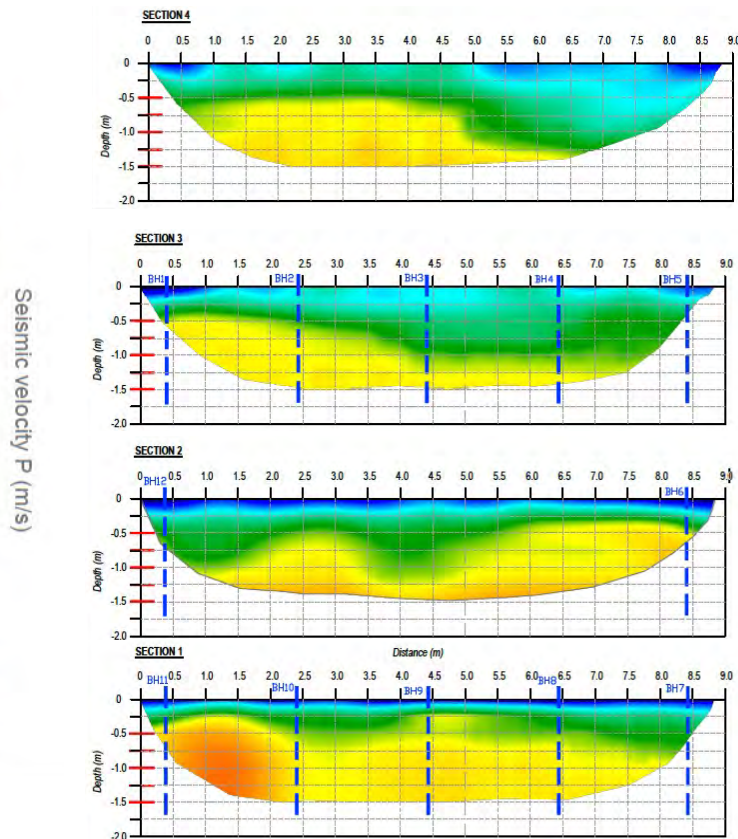 SECTION 4
0 0.5 1.0 1.5 2.0 2.5 3.0 3.5 4.0 4.5 5.0 5.5 6.0 6.5 7.0 7.5 8.0 8.5 9.0
0
-0.5
-1.0
-1.5
-2.0
Depth (m)
SECTION 3
0 0.5 1.0 1.5 2.0 2.5 3.0 3.5 4.0 4.5 5.0 5.5 6.0 6.5 7.0 7.5 8.0 8.5 9.0
BH1 BH2 BH3 BH4 BH5
0
-0.5
-1.0
-1.5
-2.0
Depth (m)
Seismic velocity P (m/s)
SECTION 2
0.0 0.5 1.0 1.5 2.0 2.5 3.0 3.5 4.0 4.5 5.0 5.5 6.0 6.5 7.0 7.5 8.0 8.5 9.0
BH12 BH6
0
-0.5
-1.0
-1.5
-2.0
Depth (m)
SECTION 1 Distance (m)
0.0 0.5 1.0 1.5 2.0 2.5 3.0 3.5 4.0 4.5 5.0 5.5 6.0 6.5 7.0 7.5 8.0 8.5 9.0
BH11 BH10 BH9 BH8 BH7
0
-0.5
-1.0
-1.5
-2.0
Depth (m)